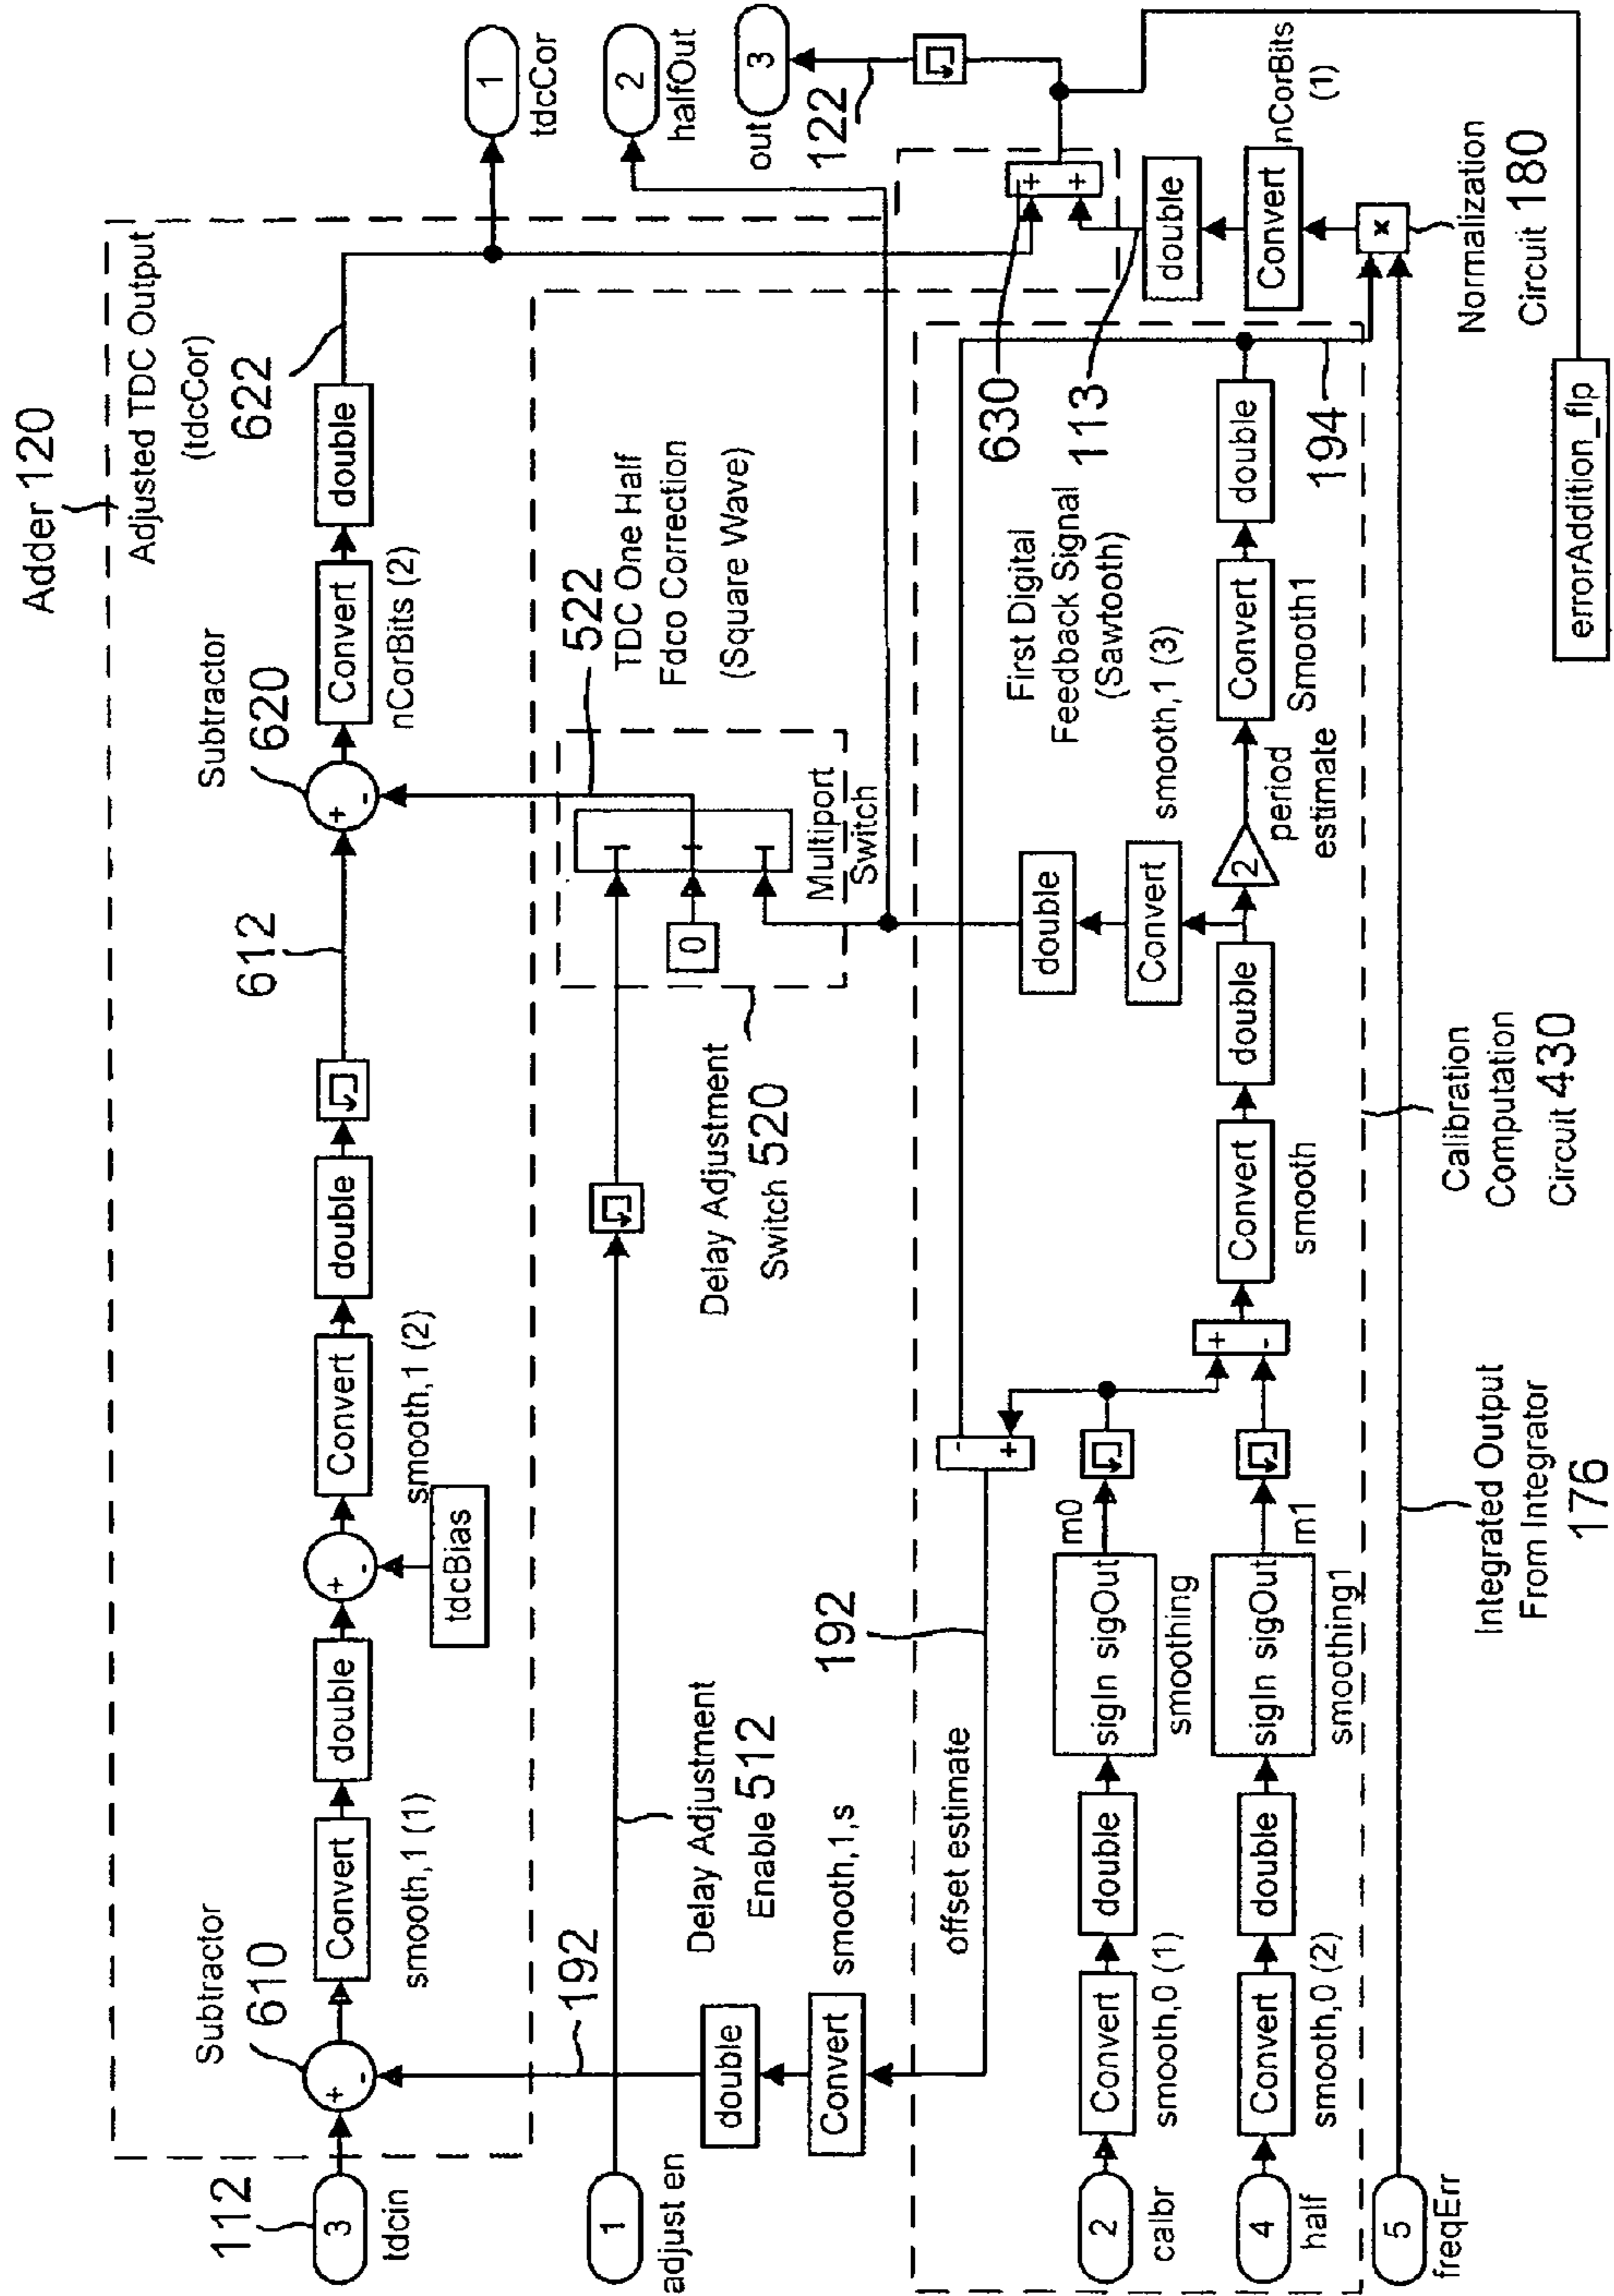 Adder 120
Adjusted TDC Output
Subtractor
610
112
3
tdcin
+
-
Convert
smooth,1 (1)
double
+
-
tdcBias
Convert
smooth,1 (2)
double
612
Subtractor
620
+
-
Convert
nCorBits (2)
double
(tdcCor)
622
1
tdcCor
2
halfOut
out
3
122
192
1
adjust en
Delay Adjustment
Enable 512
Delay Adjustment
Switch 520
0
Multiport
Switch
522
TDC One Half
Fdco Correction
(Square Wave)
double
Convert
smooth,1,s
offset estimate
192
-
+
2
calbr
Convert
smooth,0 (1)
double
sigIn sigOut
smoothing
m0
4
half
Convert
smooth,0 (2)
double
sigIn sigOut
smoothing1
m1
+
-
Convert
smooth
double
double
Convert
smooth,1 (3)
First Digital
Feedback Signal
(Sawtooth)
2
period
estimate
Convert
Smooth1
double
194
630
113
+
+
double
Convert
nCorBits
(1)
x
Normalization
Circuit 180
5
freqErr
Integrated Output
From Integrator
176
Calibration
Computation
Circuit 430
errorAddition_flp